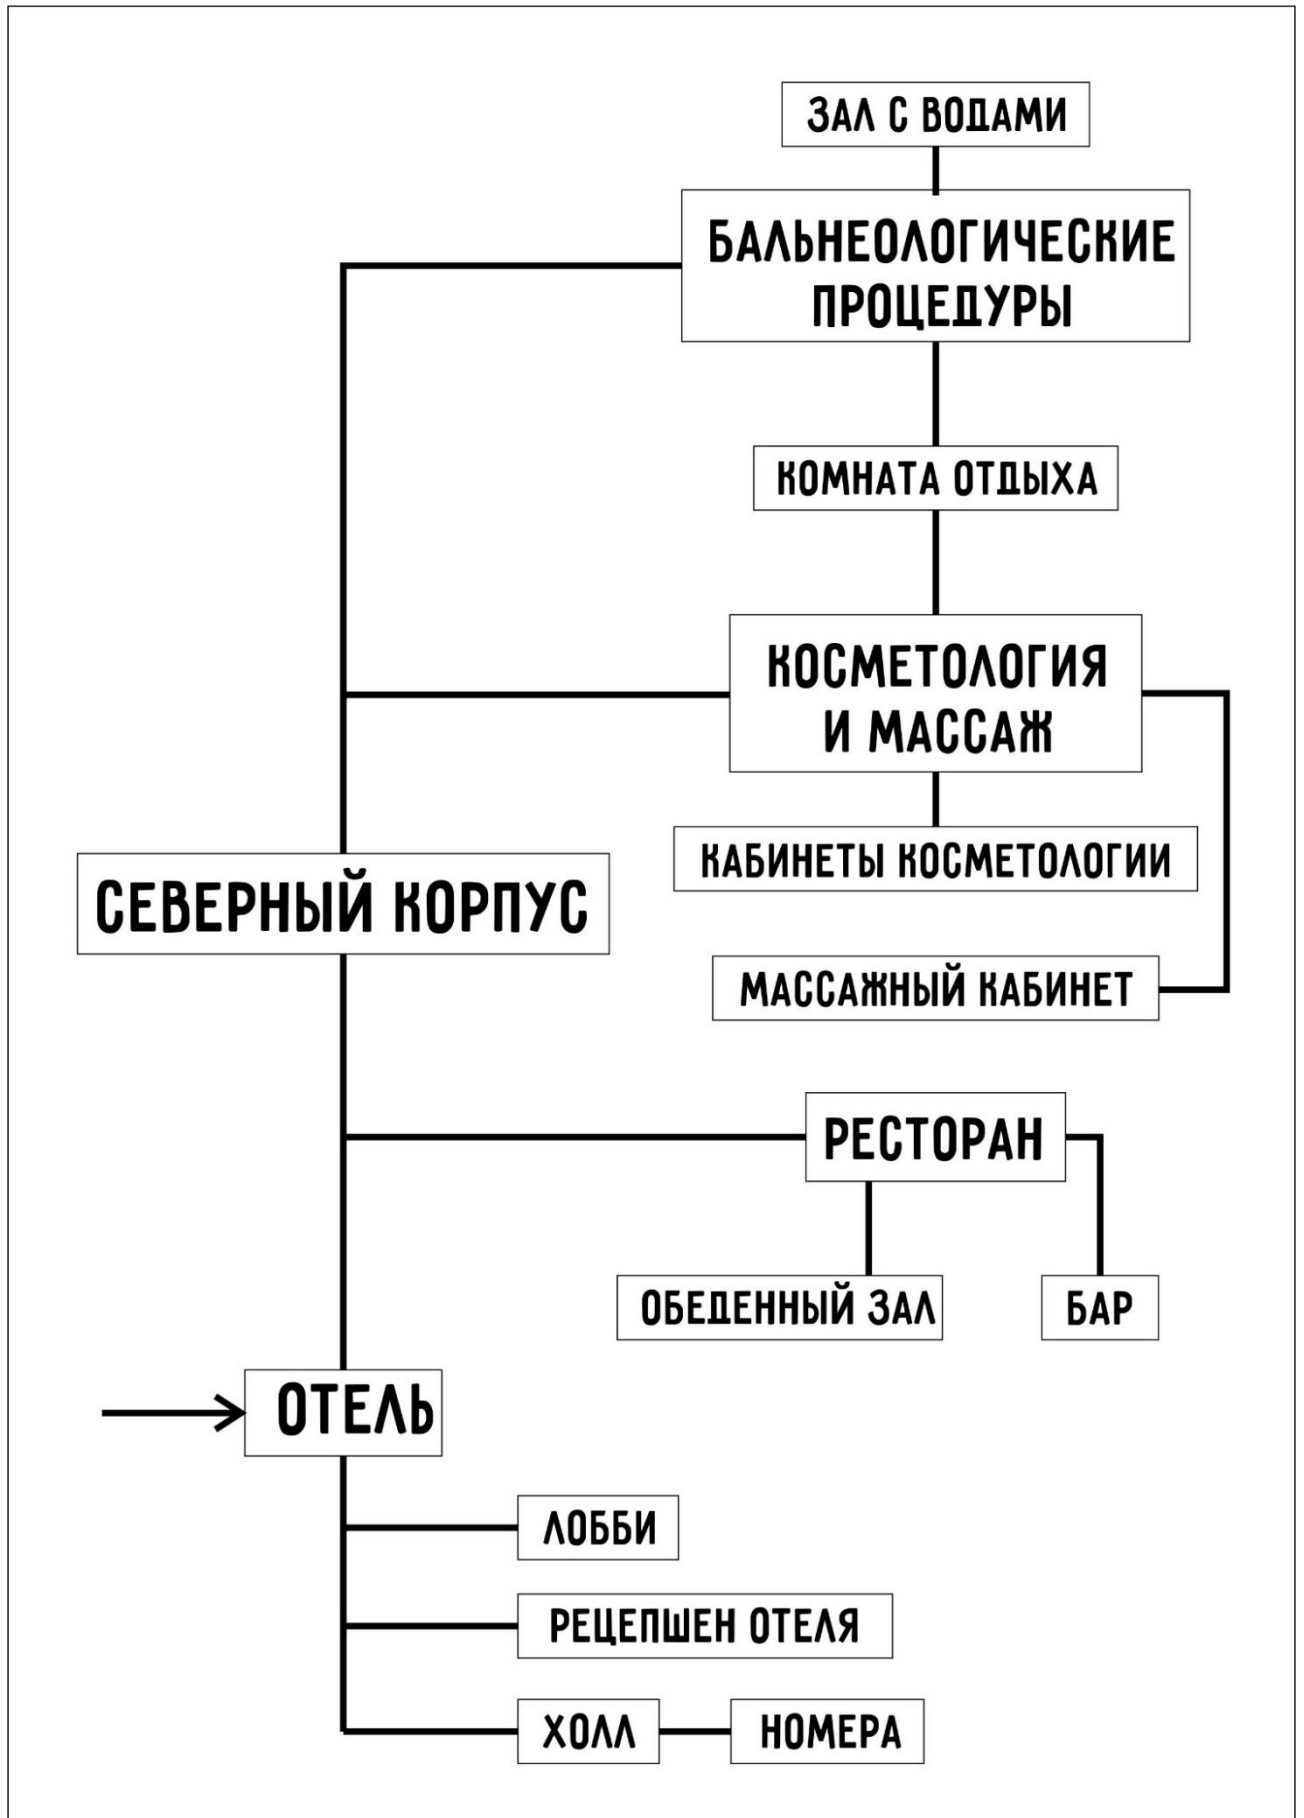 ЗАЛ С ВОДАМИ
БАЛЬНЕОЛОГИЧЕСКИЕ
ПРОЦЕДУРЫ
КОМНАТА ОТДЫХА
КОСМЕТОЛОГИЯ
И МАССАЖ
КАБИНЕТЫ КОСМЕТОЛОГИИ
СЕВЕРНЫЙ КОРПУС
МАССАЖНЫЙ КАБИНЕТ
РЕСТОРАН
ОБЕДЕННЫЙ ЗАЛ
БАР
ОТЕЛЬ
ЛОББИ
РЕЦЕПШЕН ОТЕЛЯ
ХОЛЛ
НОМЕРА